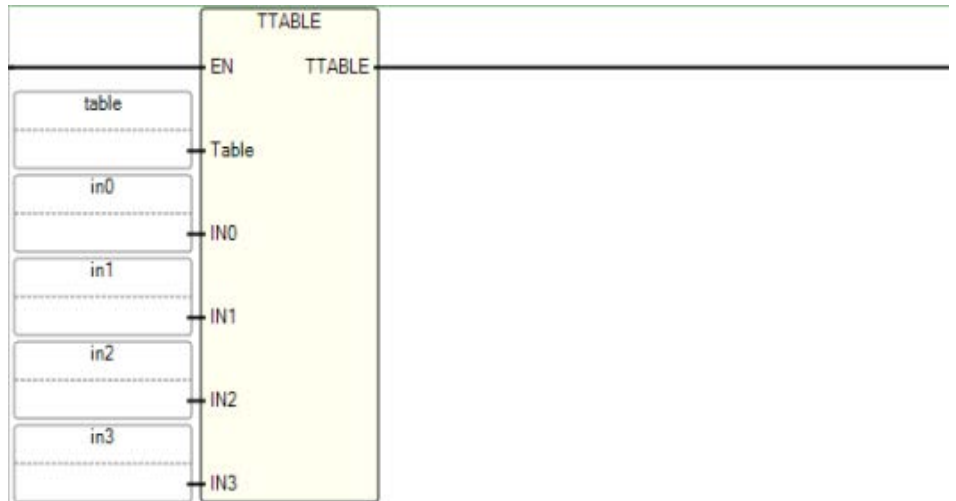 TTABLE
EN TTABLE
table
Table
in0
IN0
in1
IN1
in2
IN2
in3
IN3